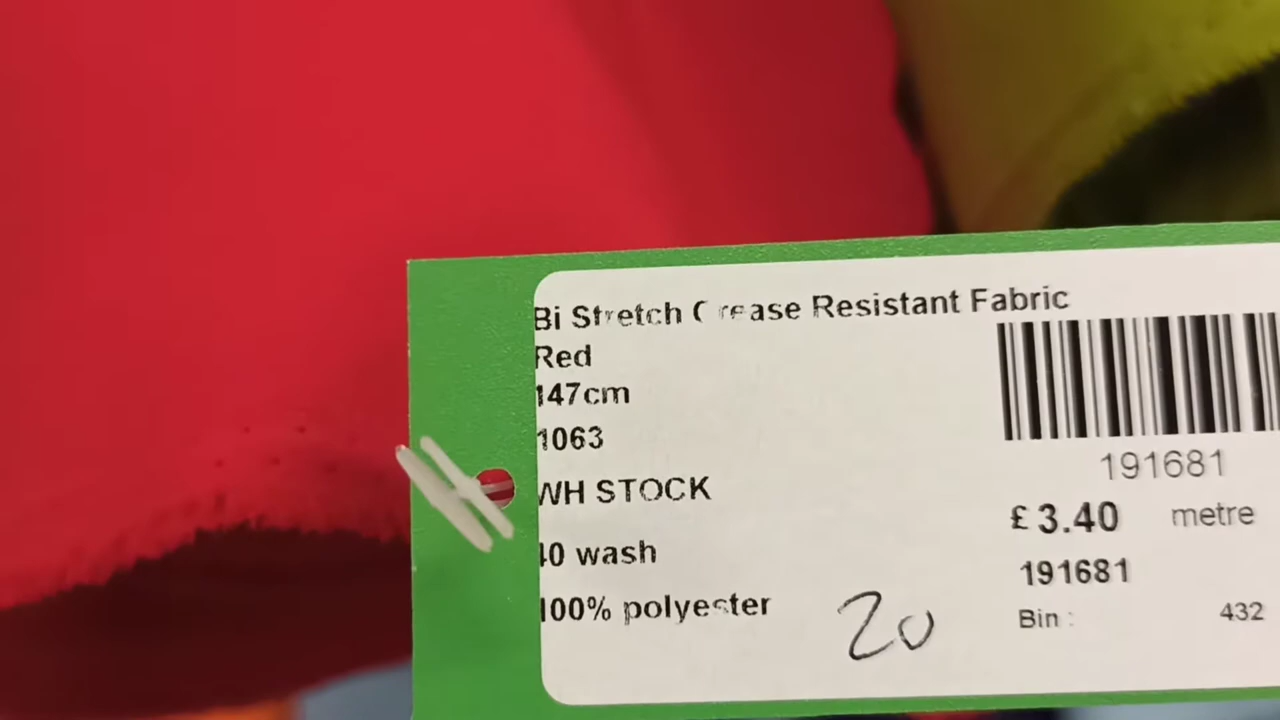 Bi Stretch Crease Resistant Fabric
Red
147cm
1063
WH STOCK
40 wash
100% polyester
20
191681
£3.40 metre
191681
Bin: 432